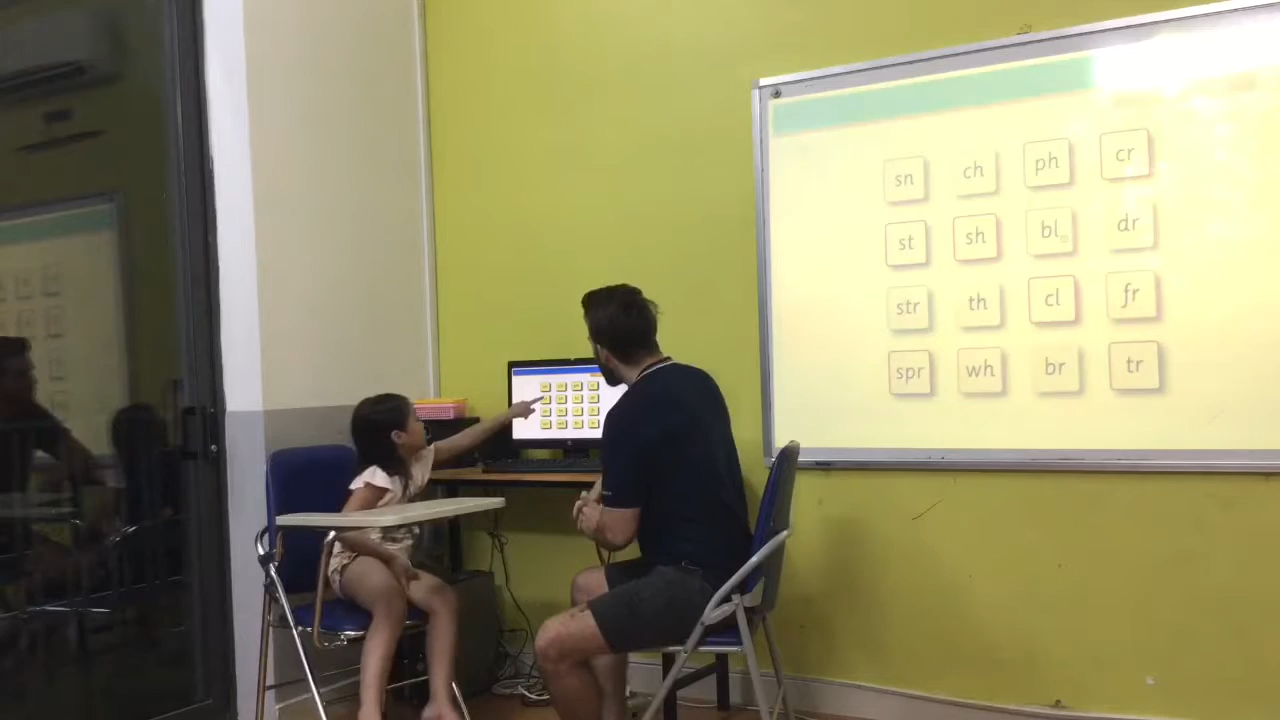 sn ch ph cr
st sh bl dr
str th cl fr
spr wh br tr